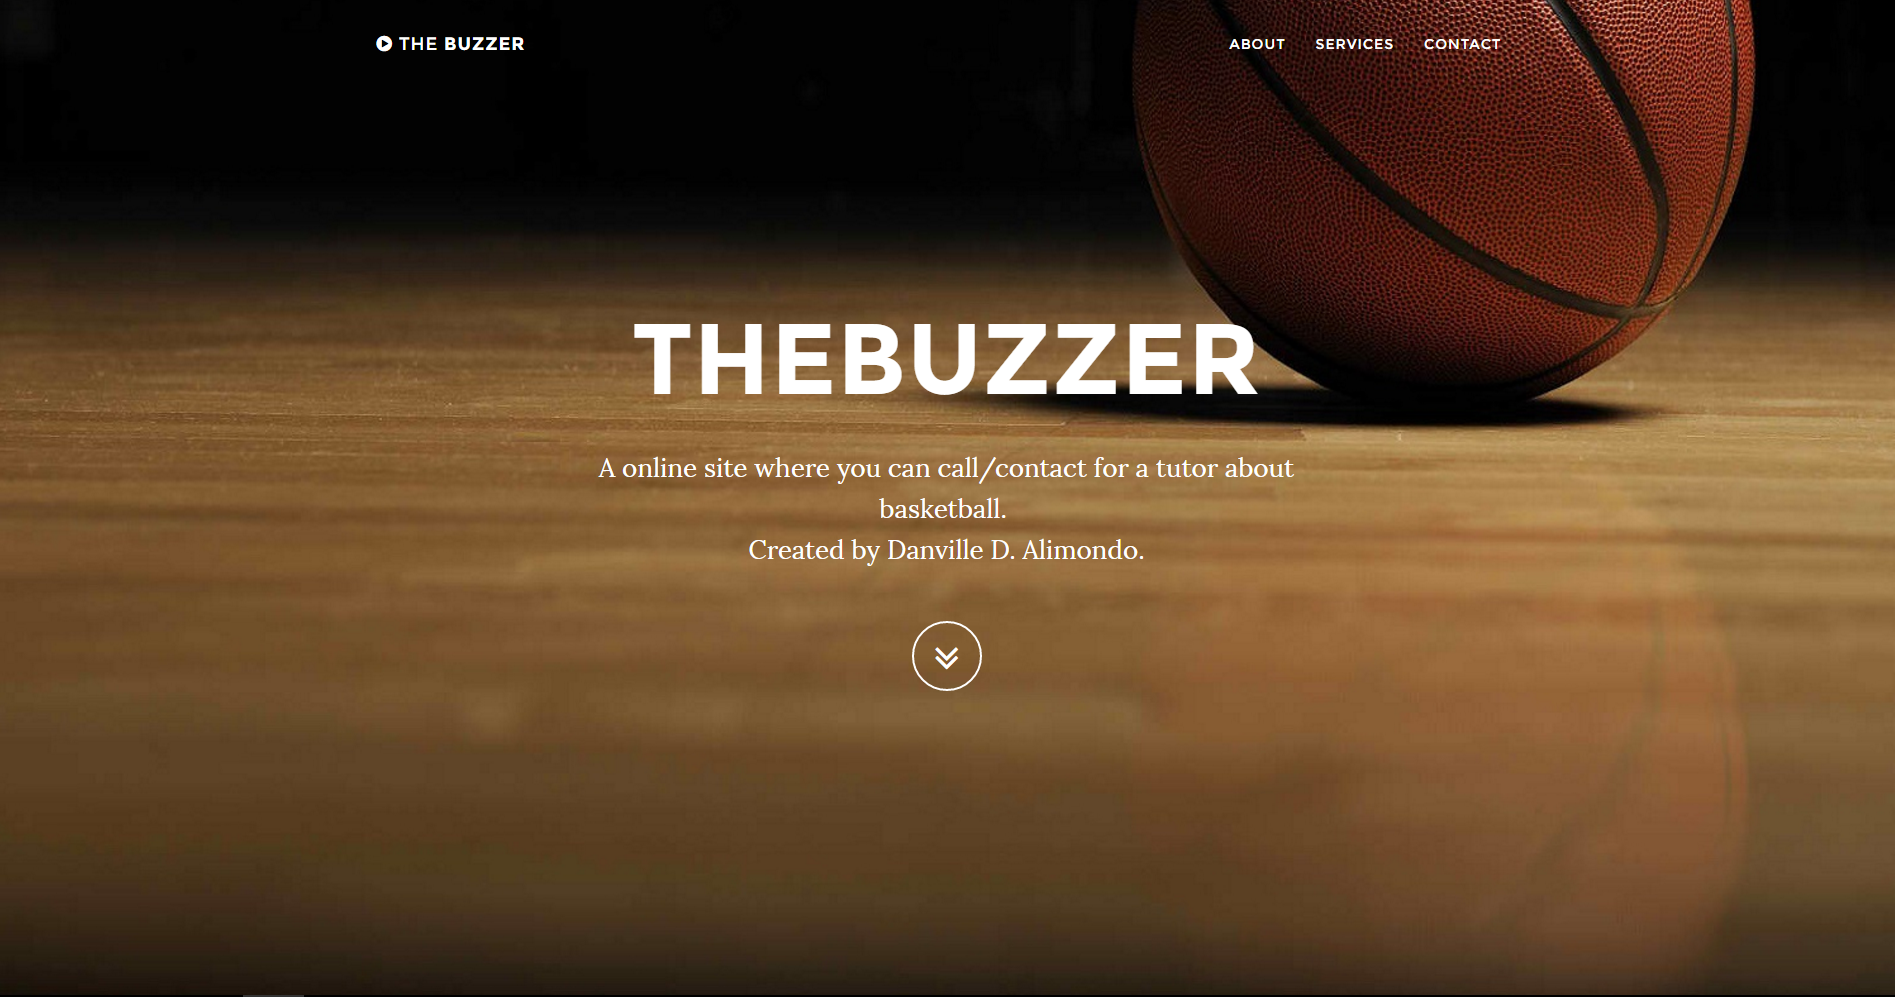 THE BUZZER
ABOUT SERVICES CONTACT
THEBUZZER
A online site where you can call/contact for a tutor about
basketball.
Created by Danville D. Alimondo.